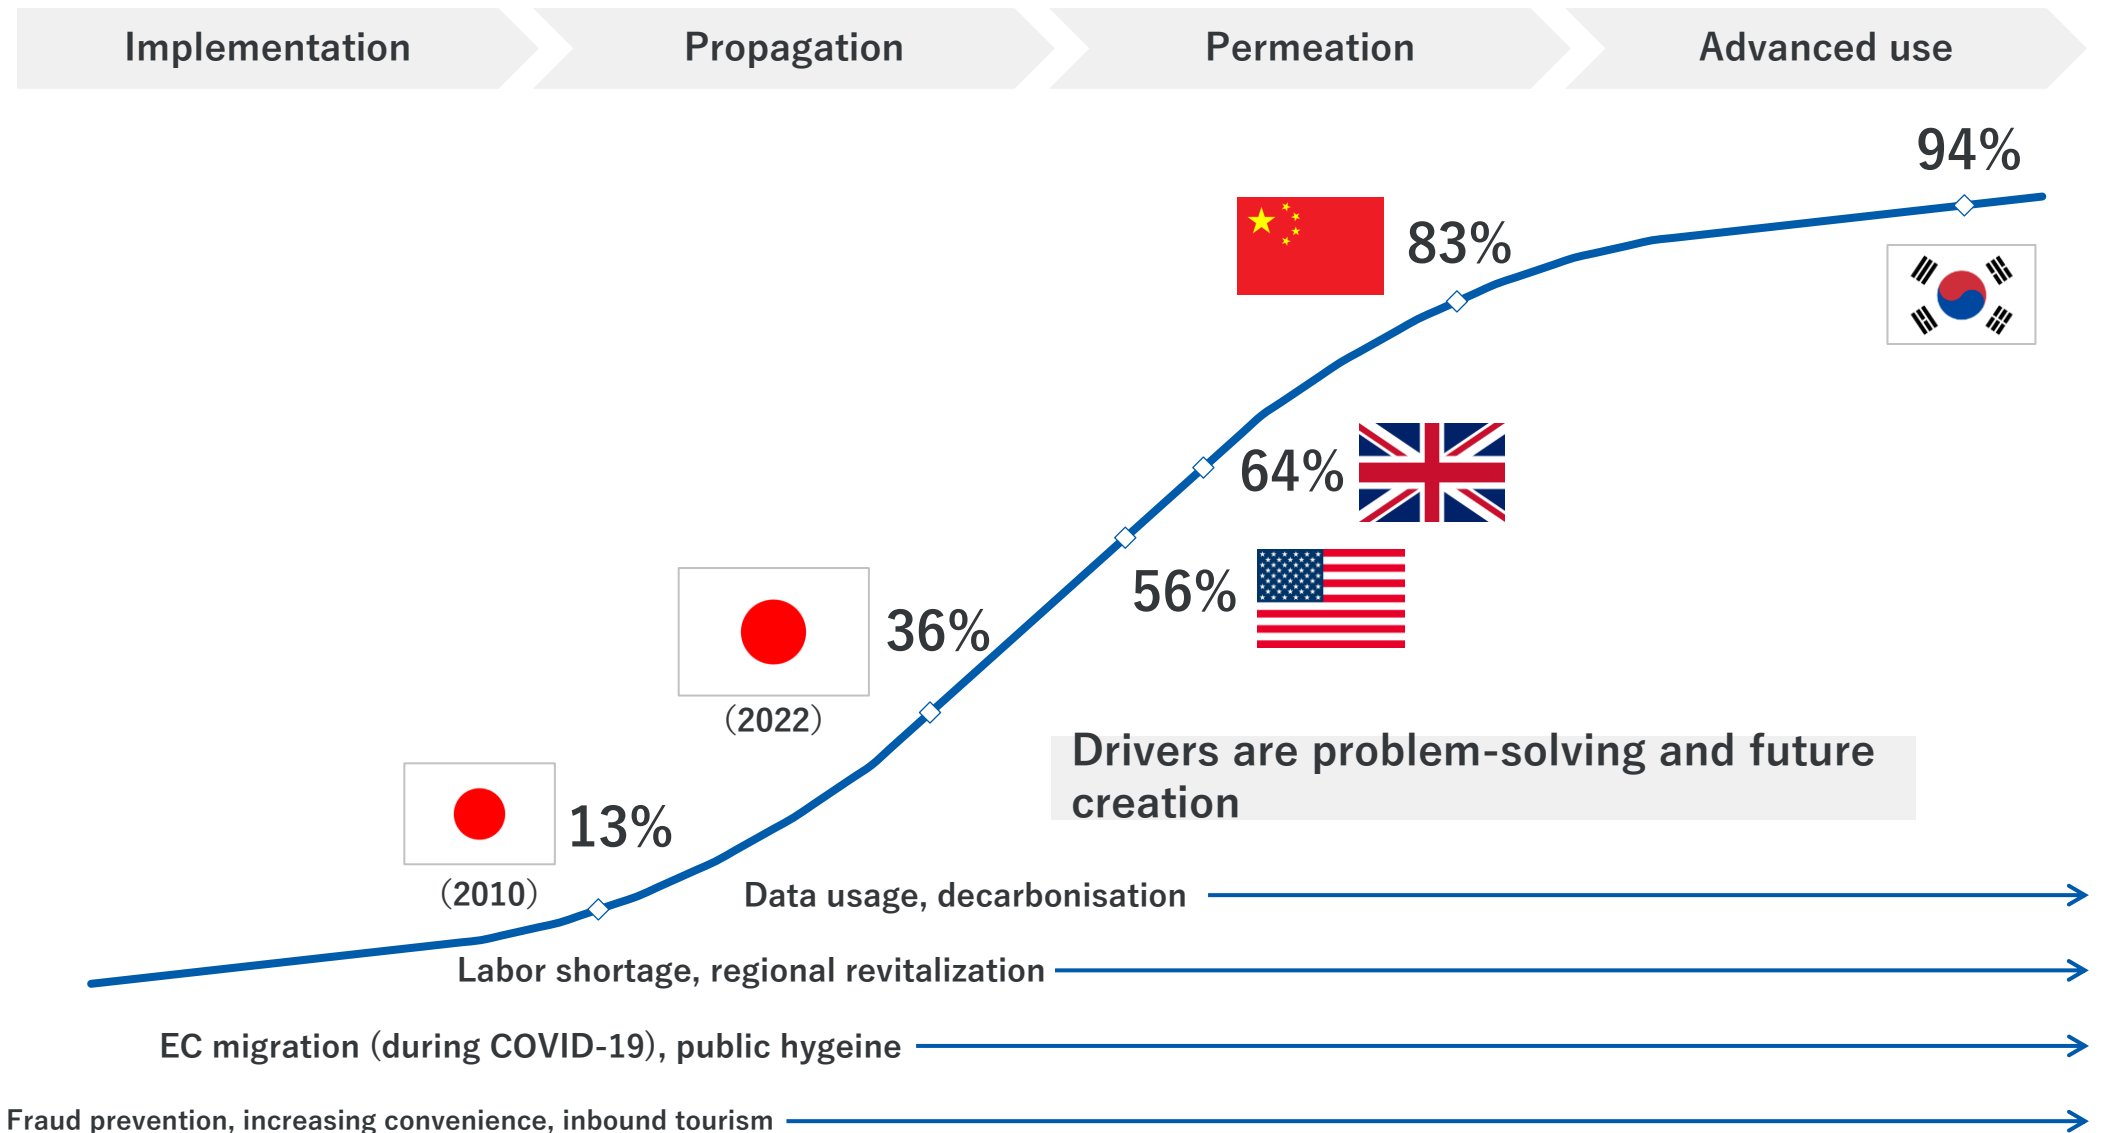 Implementation
Propagation
Permeation
Advanced use
94%
83%
64%
56%
36%
(2022)
13%
(2010)
Drivers are problem-solving and future
creation
Data usage, decarbonisation
Labor shortage, regional revitalization
EC migration (during COVID-19), public hygeine
Fraud prevention, increasing convenience, inbound tourism